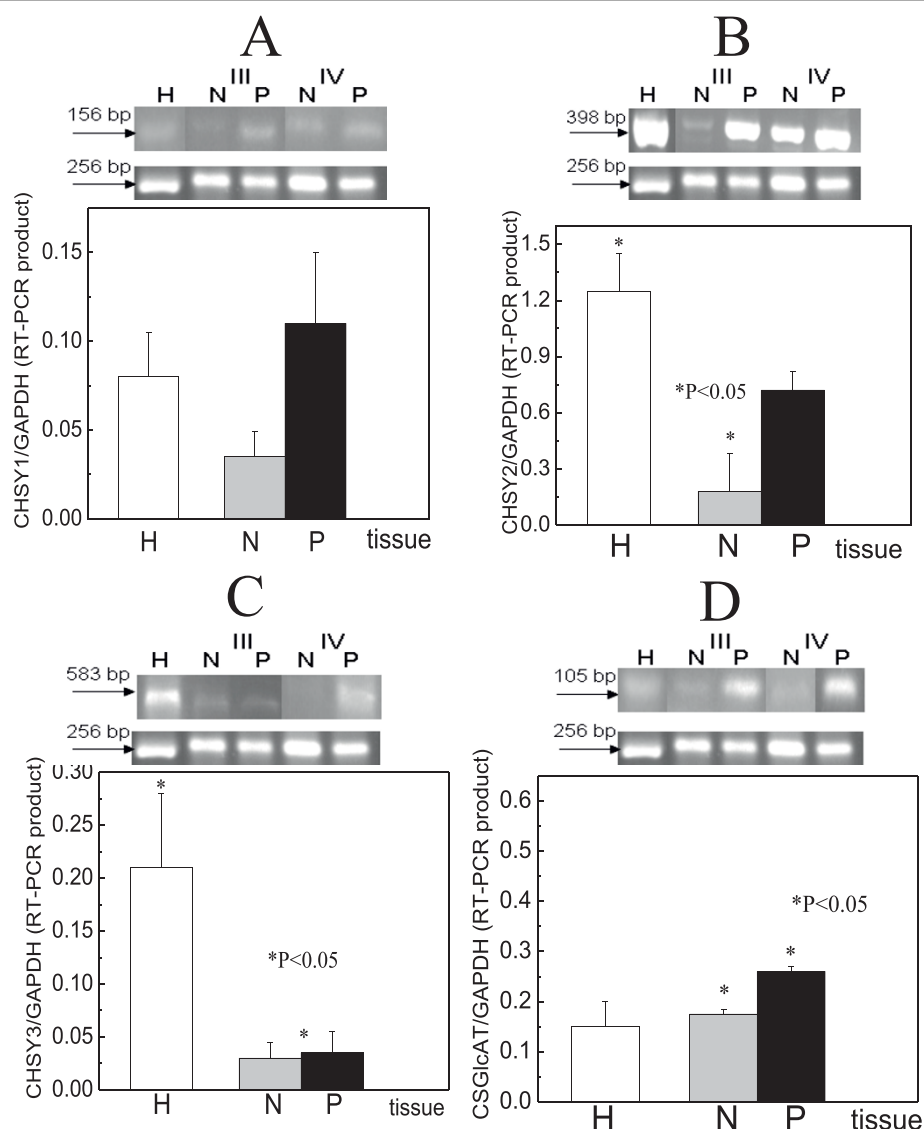 A
III IV
H N P N P
156 bp
256 bp
CHSY1/GAPDH (RT-PCR product)
0.15
0.10
0.05
0.00
H N P tissue
B
III IV
H N P N P
398 bp
256 bp
CHSY2/GAPDH (RT-PCR product)
1.5
1.2
0.9
0.6
0.3
0.0
*
*P<0.05
*
H N P tissue
C
III IV
H N P N P
583 bp
256 bp
CHSY3/GAPDH (RT-PCR product)
0.30
0.25
0.20
0.15
0.10
0.05
0.00
*
*P<0.05
*
H N P tissue
D
III IV
H N P N P
105 bp
256 bp
CSGlcAT/GAPDH (RT-PCR product)
0.6
0.5
0.4
0.3
0.2
0.1
0.0
*P<0.05
*
*
H N P tissue